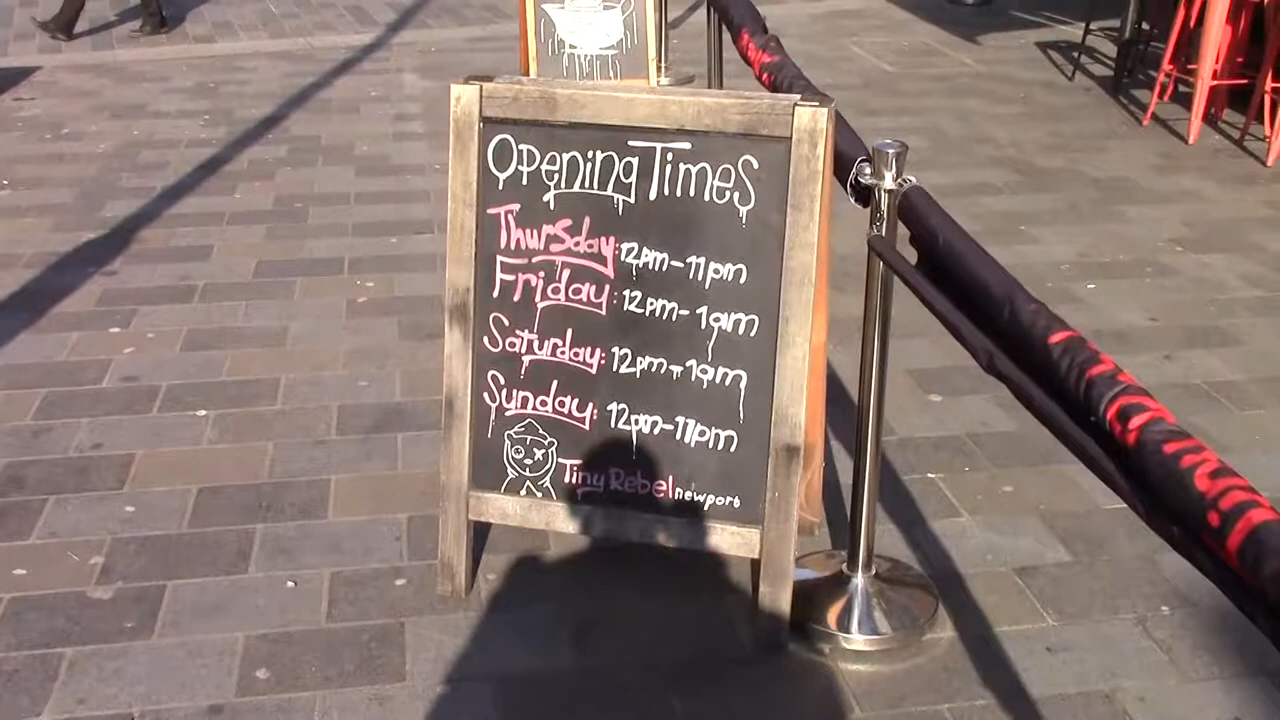 Opening Times
Thursday: 12pm-11pm
Friday: 12pm-1am
Saturday: 12pm-1am
Sunday: 12pm-11pm
Tiny Rebel newport